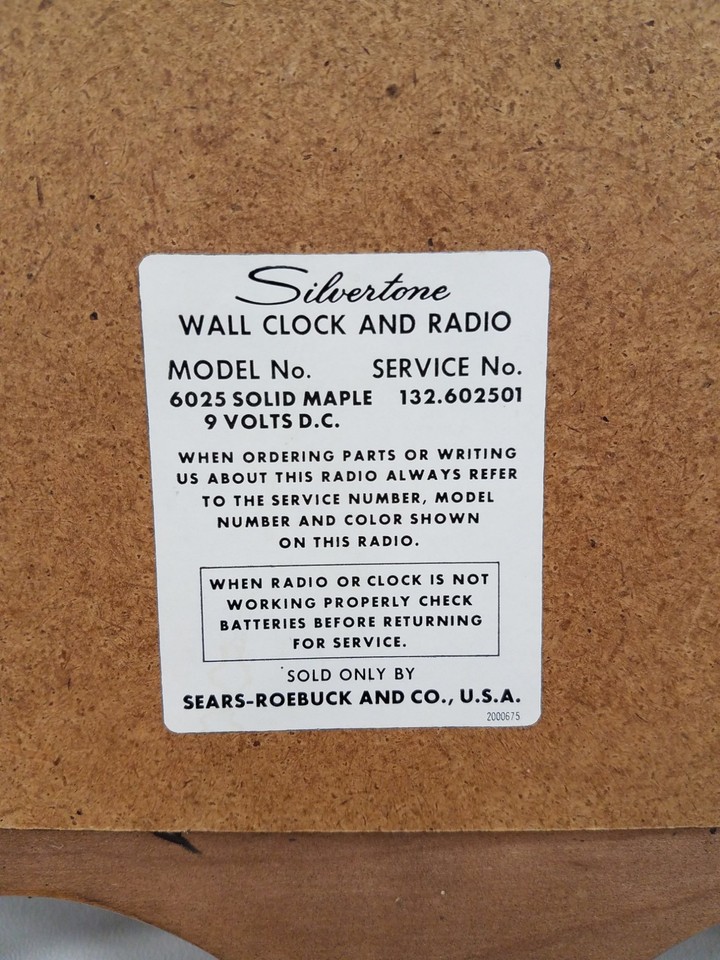 Silvertone
WALL CLOCK AND RADIO
MODEL No. SERVICE No.
6025 SOLID MAPLE 132.602501
9 VOLTS D.C.
WHEN ORDERING PARTS OR WRITING
US ABOUT THIS RADIO ALWAYS REFER
TO THE SERVICE NUMBER, MODEL
NUMBER AND COLOR SHOWN
ON THIS RADIO.
WHEN RADIO OR CLOCK IS NOT
WORKING PROPERLY CHECK
BATTERIES BEFORE RETURNING
FOR SERVICE.
SOLD ONLY BY
SEARS-ROEBUCK AND CO., U.S.A.
2000675